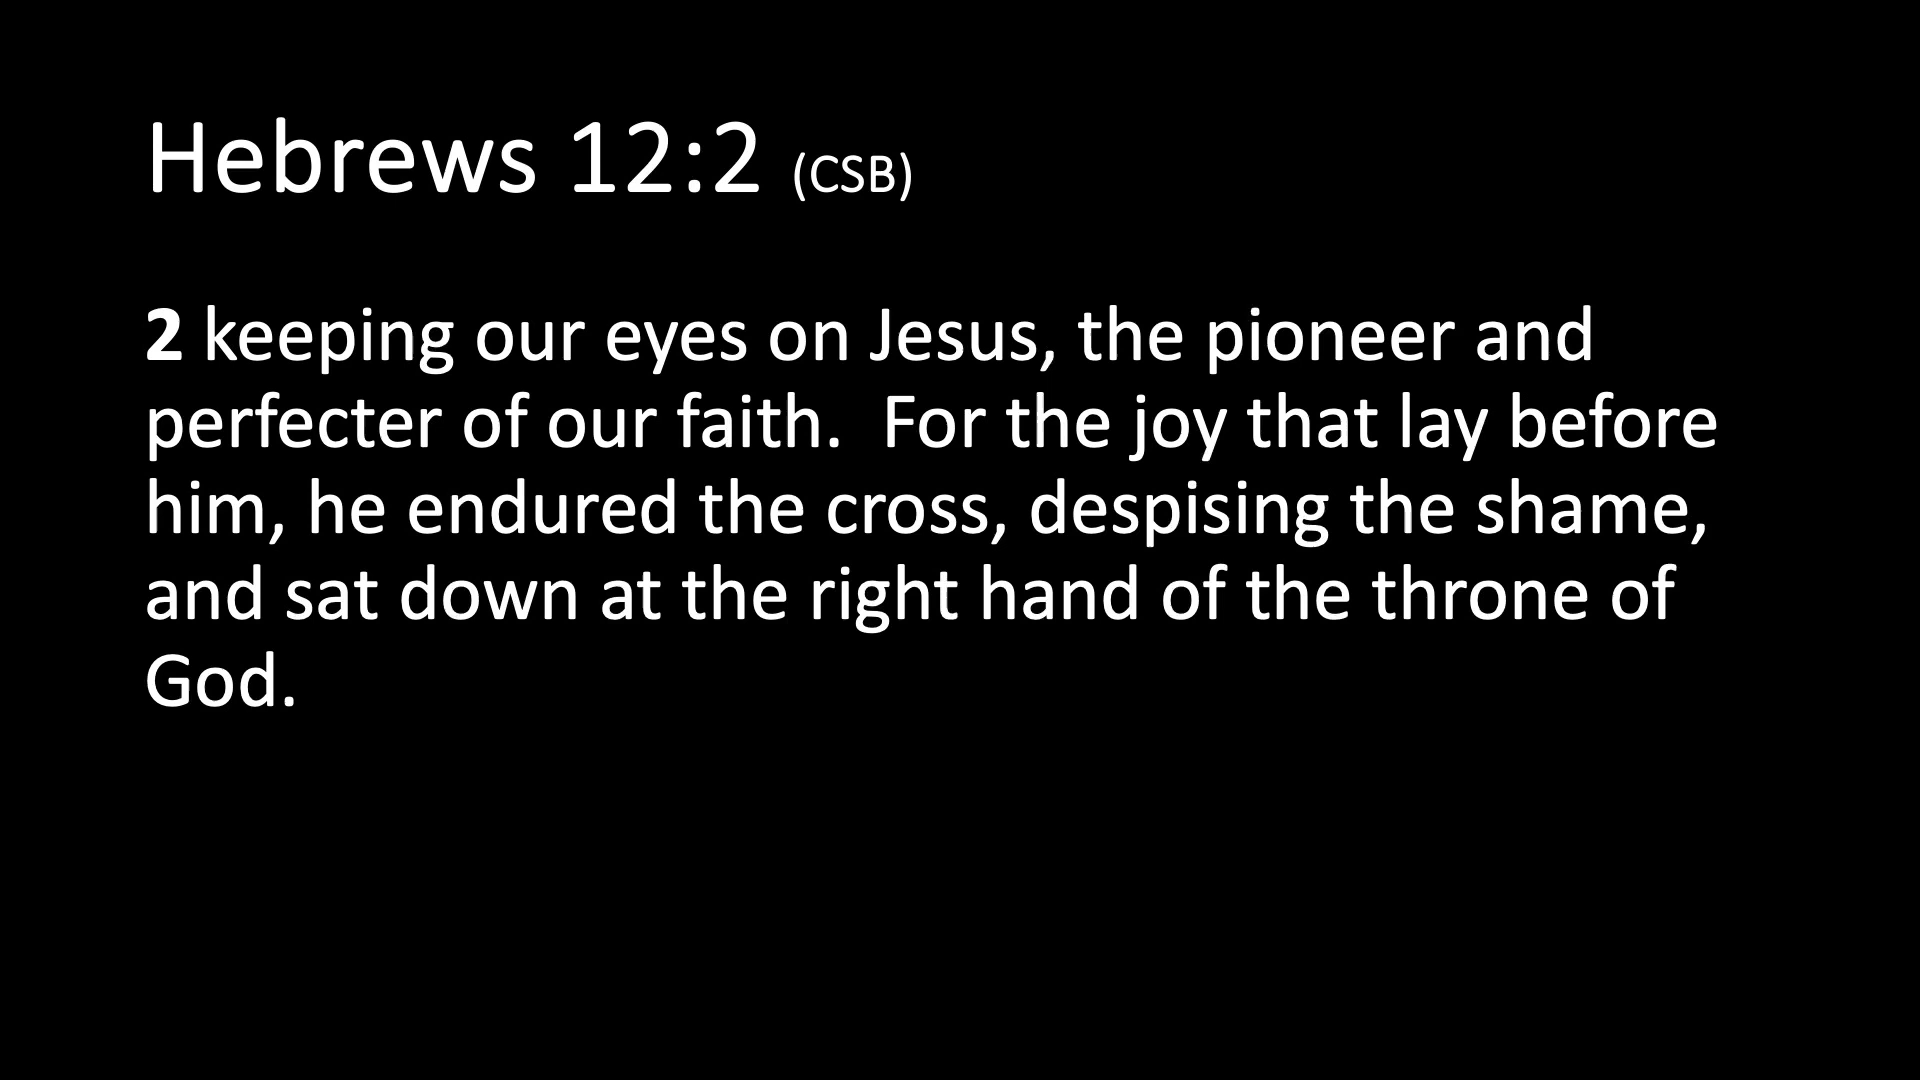 Hebrews 12:2 (CSB)
2 keeping our eyes on Jesus, the pioneer and
perfecter of our faith.  For the joy that lay before
him, he endured the cross, despising the shame,
and sat down at the right hand of the throne of
God.